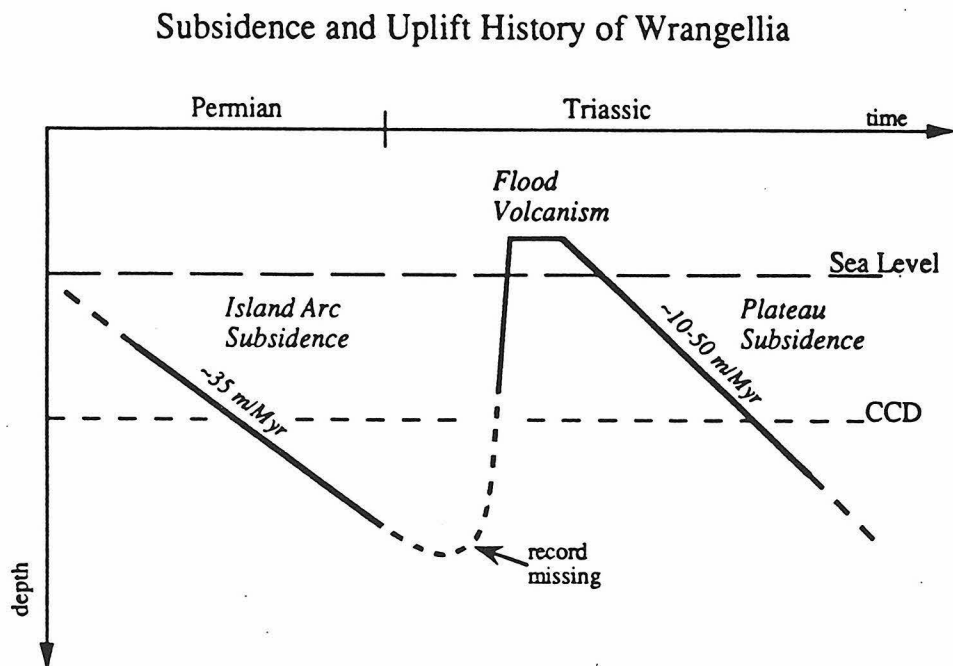 Subsidence and Uplift History of Wrangellia
Permian
Triassic
time
Flood
Volcanism
Sea Level
Island Arc
Subsidence
~35 m/Myr
~10-50 m/Myr
Plateau
Subsidence
CCD
record
missing
depth